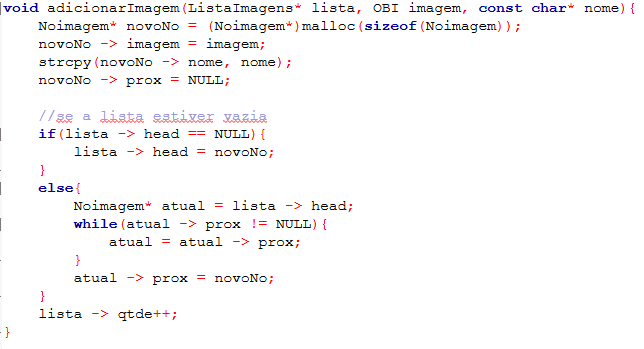 void adicionarImagem(ListaImagens* lista, OBI imagem, const char* nome){
    Noimagem* novoNo = (Noimagem*)malloc(sizeof(Noimagem));
    novoNo -> imagem = imagem;
    strcpy(novoNo -> nome, nome);
    novoNo -> prox = NULL;

    //se a lista estiver vazia
    if(lista -> head == NULL){
        lista -> head = novoNo;
    }
    else{
        Noimagem* atual = lista -> head;
        while(atual -> prox != NULL){
            atual = atual -> prox;
        }
        atual -> prox = novoNo;
    }
    lista -> qtde++;
}